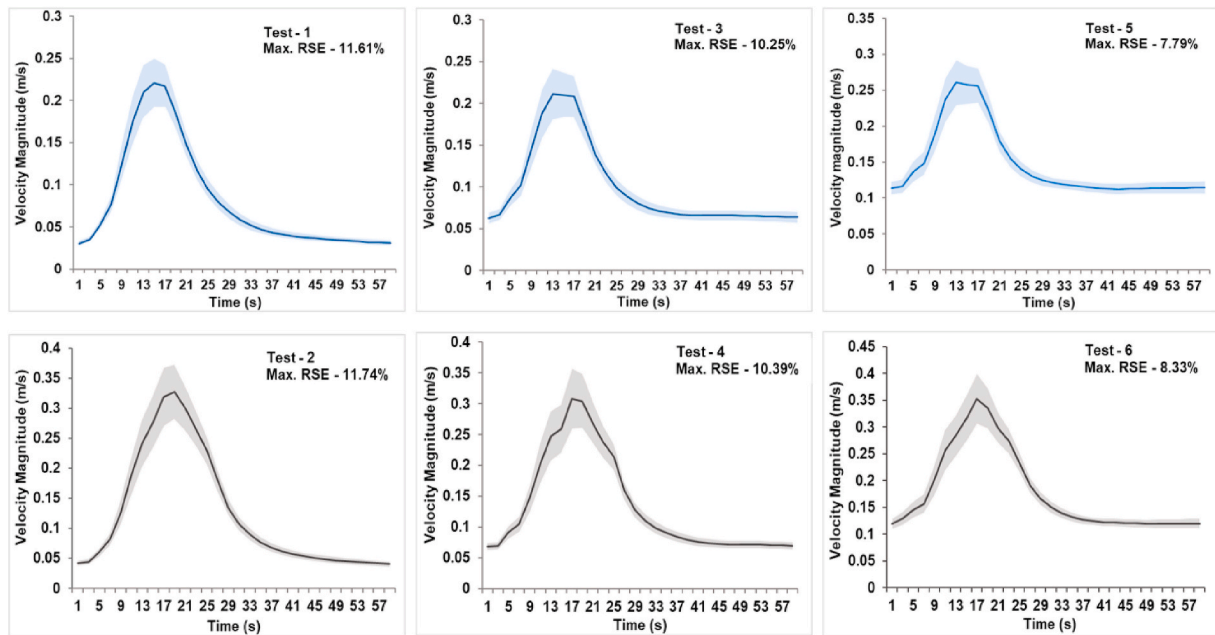 Test - 1
Max. RSE - 11.61%
Velocity Magnitude (m/s)
0.3
0.25
0.2
0.15
0.1
0.05
0
1 5 9 13 17 21 25 29 33 37 41 45 49 53 57
Time (s)
Test - 3
Max. RSE - 10.25%
Velocity Magnitude (m/s)
0.3
0.25
0.2
0.15
0.1
0.05
0
1 5 9 13 17 21 25 29 33 37 41 45 49 53 57
Time (s)
Test - 5
Max. RSE - 7.79%
Velocity magnitude (m/s)
0.35
0.3
0.25
0.2
0.15
0.1
0.05
0
1 5 9 13 17 21 25 29 33 37 41 45 49 53 57
Time (s)
Test - 2
Max. RSE - 11.74%
Velocity Magnitude (m/s)
0.4
0.35
0.3
0.25
0.2
0.15
0.1
0.05
0
1 5 9 13 17 21 25 29 33 37 41 45 49 53 57
Time (s)
Test - 4
Max. RSE - 10.39%
Velocity Magnitude (m/s)
0.4
0.35
0.3
0.25
0.2
0.15
0.1
0.05
0
1 5 9 13 17 21 25 29 33 37 41 45 49 53 57
Time (s)
Test - 6
Max. RSE - 8.33%
Velocity Magnitude (m/s)
0.45
0.4
0.35
0.3
0.25
0.2
0.15
0.1
0.05
0
1 5 9 13 17 21 25 29 33 37 41 45 49 53 57
Time (s)